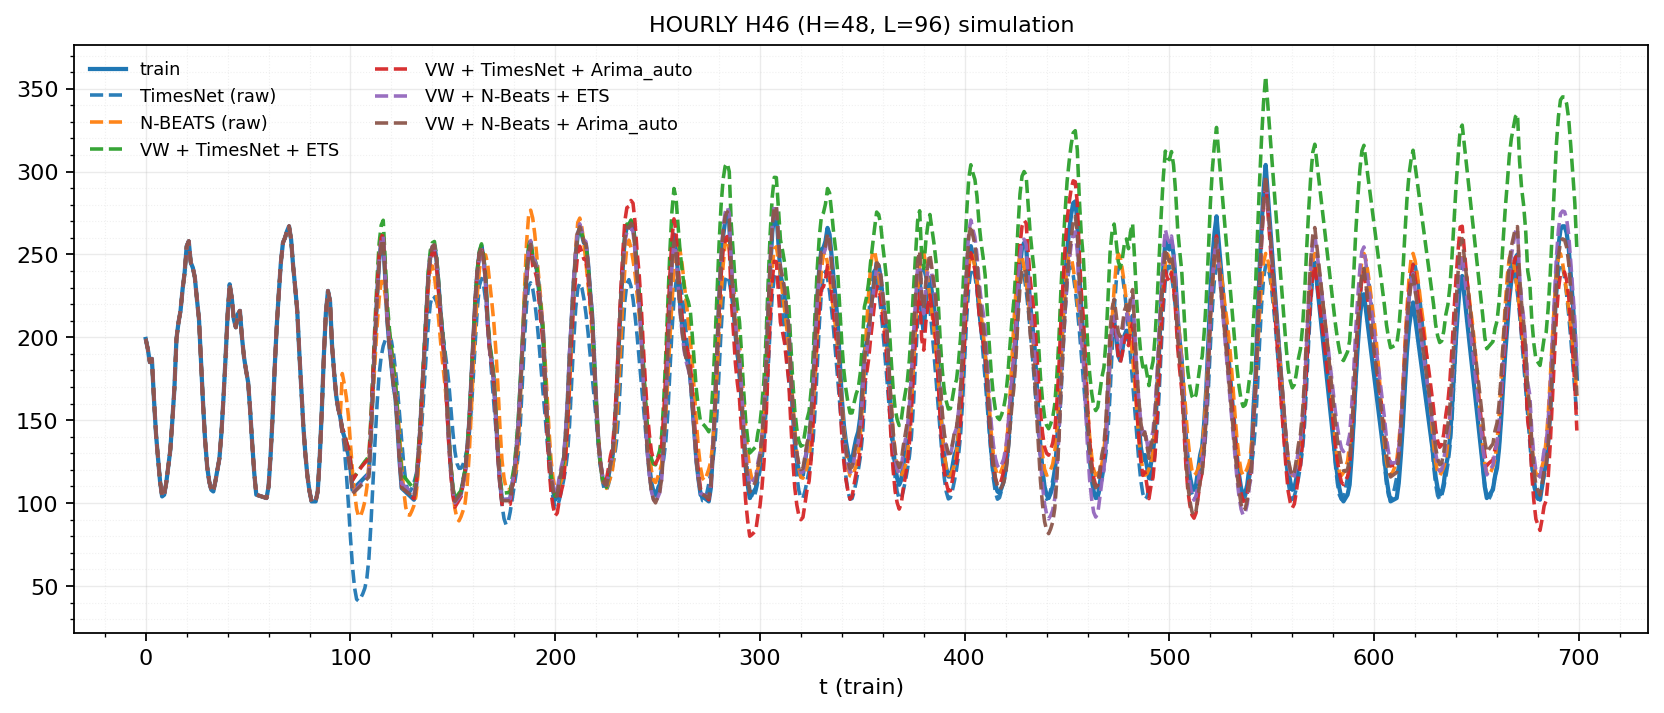 HOURLY H46 (H=48, L=96) simulation
train
TimesNet (raw)
N-BEATS (raw)
VW + TimesNet + ETS
VW + TimesNet + Arima_auto
VW + N-Beats + ETS
VW + N-Beats + Arima_auto
350
300
250
200
150
100
50
0 100 200 300 400 500 600 700
t (train)